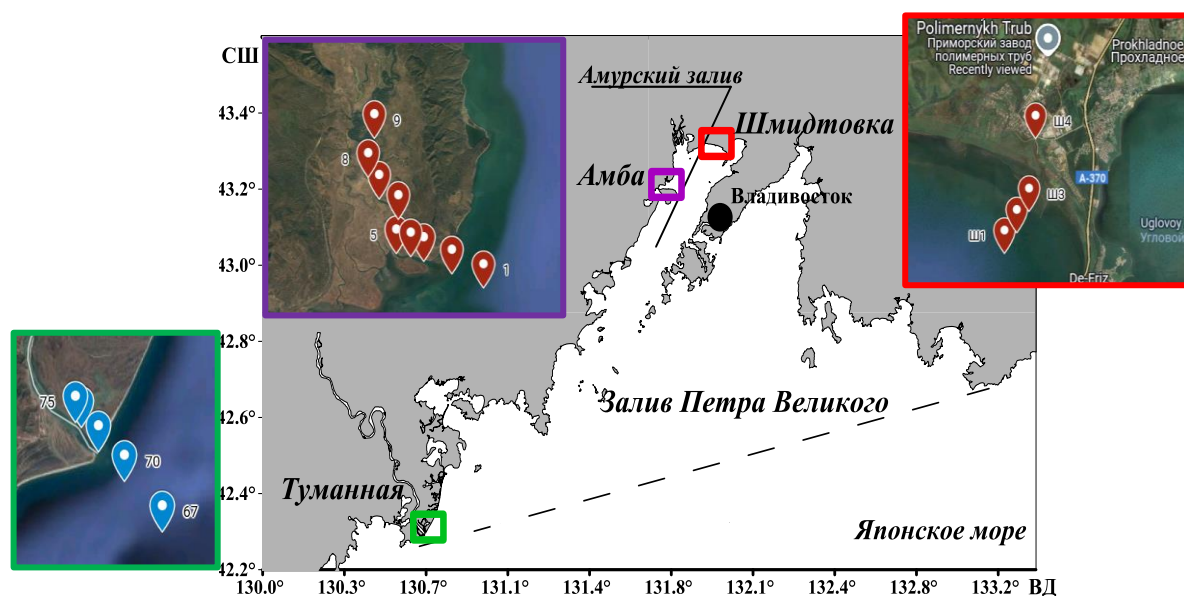 СШ
43.4°
43.2°
43.0°
42.8°
42.6°
42.4°
42.2°
130.0°
130.3°
130.7°
131.1°
131.4°
131.8°
132.1°
132.5°
132.8°
133.2°
ВД
Амурский залив
Шмидтовка
Амба
Владивосток
Залив Петра Великого
Туманная
Японское море
9
8
5
1
75
70
67
Polimernykh Trub
Приморский завод
полимерных труб
Recently viewed
Prokhladnoe
Прохладное
Ш4
А-370
Ш3
Ш1
Uglovoy
Угловой
De-Friz